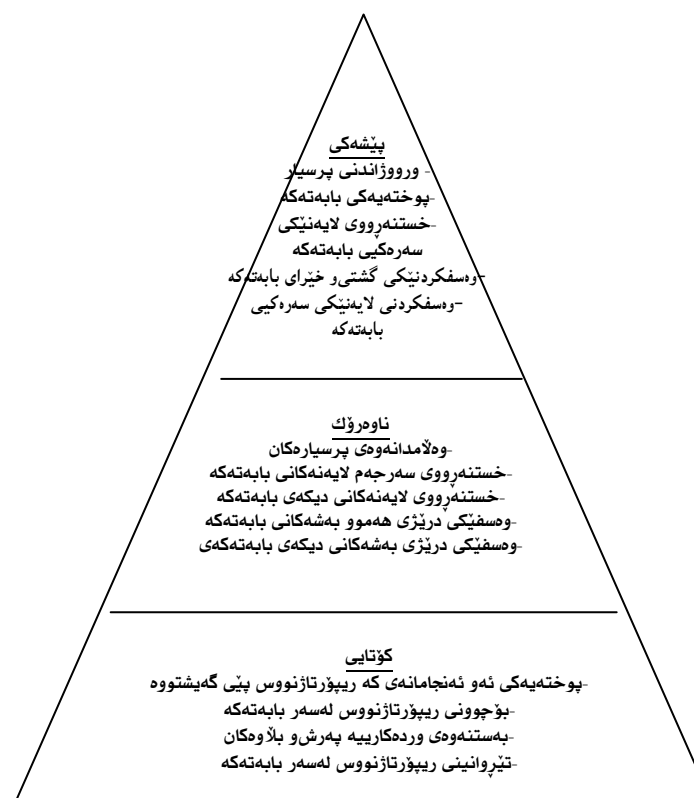 پێشەکی
- ورووژاندنی پرسیار
-پوختەیەکی بابەتەکە
-خستنەڕووی لایەنێکی
سەرەکیی بابەتەکە
-وەسفکردنێکی گشتی‌و خێرای بابەتەکە
-وەسفکردنی لایەنێکی سەرەکیی
بابەتەکە
ناوەرۆك
-وەڵامدانەوەی پرسیارەکان
-خستنەڕووی سەرجەم لایەنەکانی بابەتەکە
-خستنەڕووی لایەنەکانی دیکەی بابەتەکە
-وەسفێکی درێژی هەموو بەشەکانی بابەتەکە
-وەسفێکی درێژی بەشەکانی دیکەی بابەتەکەی
کۆتایی
-پوختەیەکی ئەو ئەنجامانەی کە ریپۆرتاژنووس پێی گەیشتووە
-بۆچوونی ریپۆرتاژنووس لەسەر بابەتەکە
-بەستنەوەی وردەکارییە پەرش‌و بڵاوەکان
-تێڕوانینی ریپۆرتاژنووس لەسەر بابەتەکە